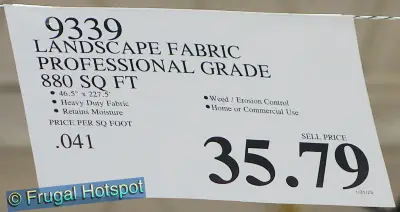 9339
LANDSCAPE FABRIC
PROFESSIONAL GRADE
880 SQ FT
• 46.5" x 227.5'
• Heavy Duty Fabric
• Retains Moisture
• Weed / Erosion Control
• Home or Commercial Use
PRICE PER SQ FOOT
.041
SELL PRICE
35.79
© Frugal Hotspot